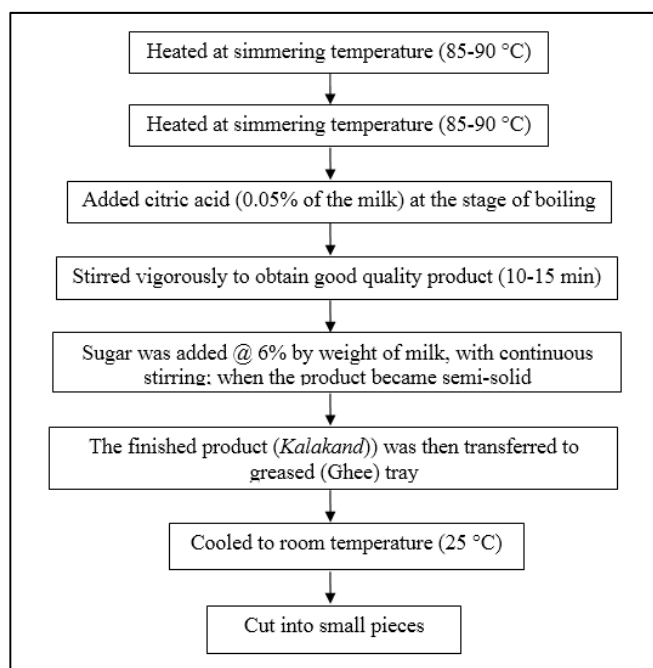 Heated at simmering temperature (85-90 °C)
Heated at simmering temperature (85-90 °C)
Added citric acid (0.05% of the milk) at the stage of boiling
Stirred vigorously to obtain good quality product (10-15 min)
Sugar was added @ 6% by weight of milk, with continuous
stirring; when the product became semi-solid
The finished product (Kalakand)) was then transferred to
greased (Ghee) tray
Cooled to room temperature (25 °C)
Cut into small pieces